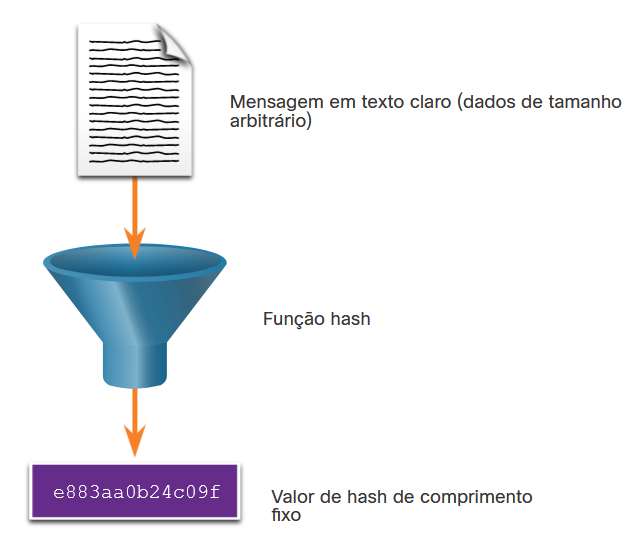 Mensagem em texto claro (dados de tamanho
arbitrário)
Função hash
e883aa0b24c09f
Valor de hash de comprimento
fixo